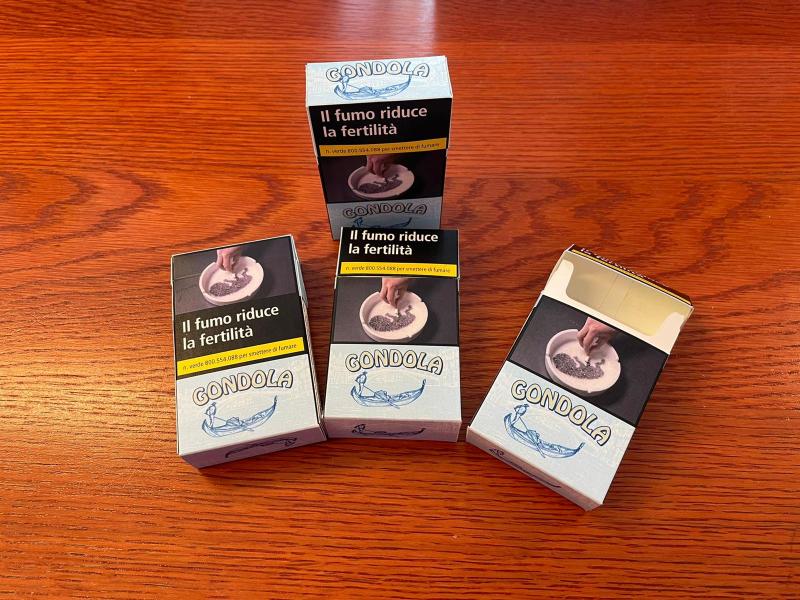 GONDOLA
Il fumo riduce
la fertilità
n. verde 800.554.088 per smettere di fumare
GONDOLA
Il fumo riduce
la fertilità
n. verde 800.554.088 per smettere di fumare
GONDOLA
Il fumo riduce
la fertilità
n. verde 800.554.088 per smettere di fumare
GONDOLA
GONDOLA